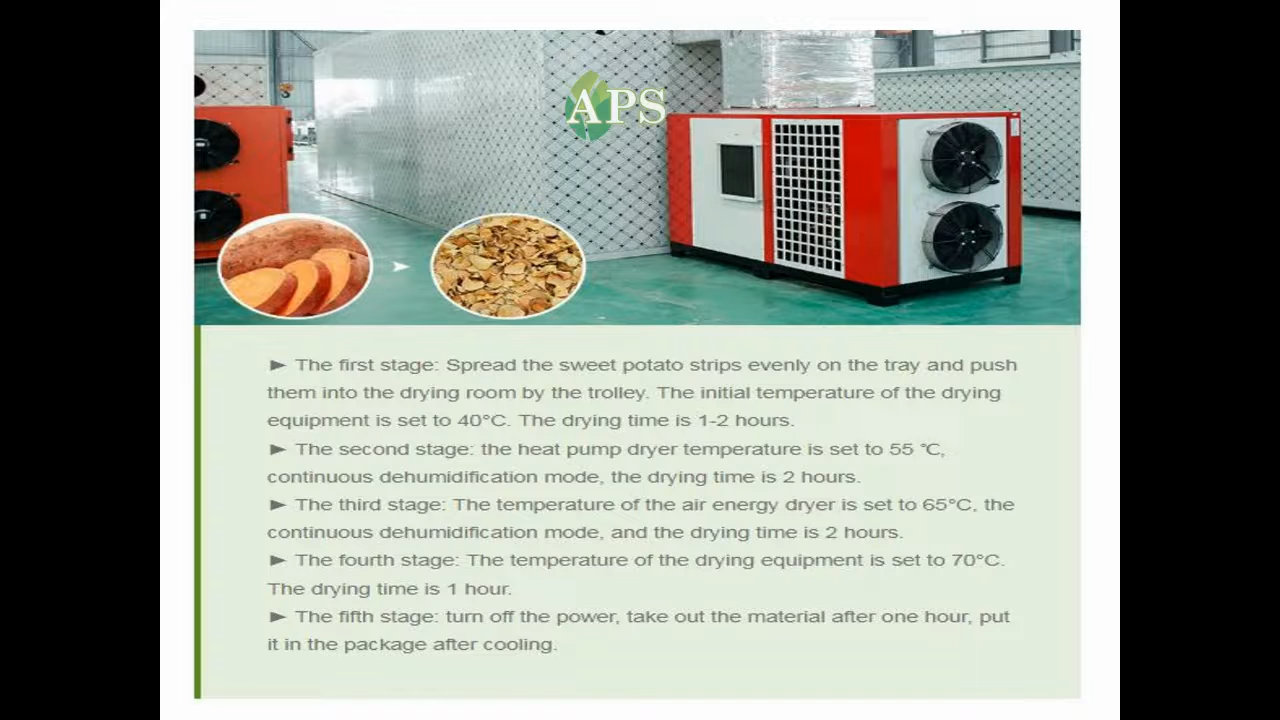 APS
► The first stage: Spread the sweet potato strips evenly on the tray and push
them into the drying room by the trolley. The initial temperature of the drying
equipment is set to 40°C. The drying time is 1-2 hours.
► The second stage: the heat pump dryer temperature is set to 55 ℃,
continuous dehumidification mode, the drying time is 2 hours.
► The third stage: The temperature of the air energy dryer is set to 65°C, the
continuous dehumidification mode, and the drying time is 2 hours.
► The fourth stage: The temperature of the drying equipment is set to 70°C.
The drying time is 1 hour.
► The fifth stage: turn off the power, take out the material after one hour, put
it in the package after cooling.